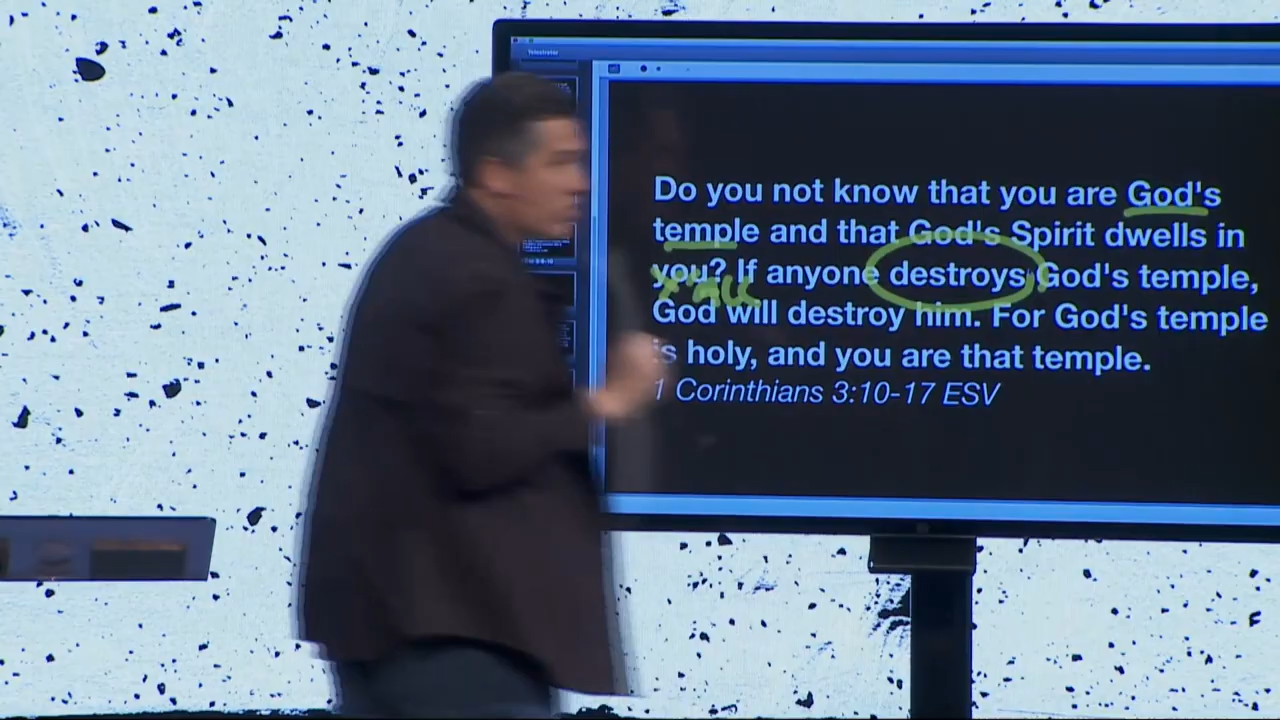 Telestrator
Do you not know that you are God's
temple and that God's Spirit dwells in
you? If anyone destroys God's temple,
Y'ALL
God will destroy him. For God's temple
is holy, and you are that temple.
1 Corinthians 3:10-17 ESV